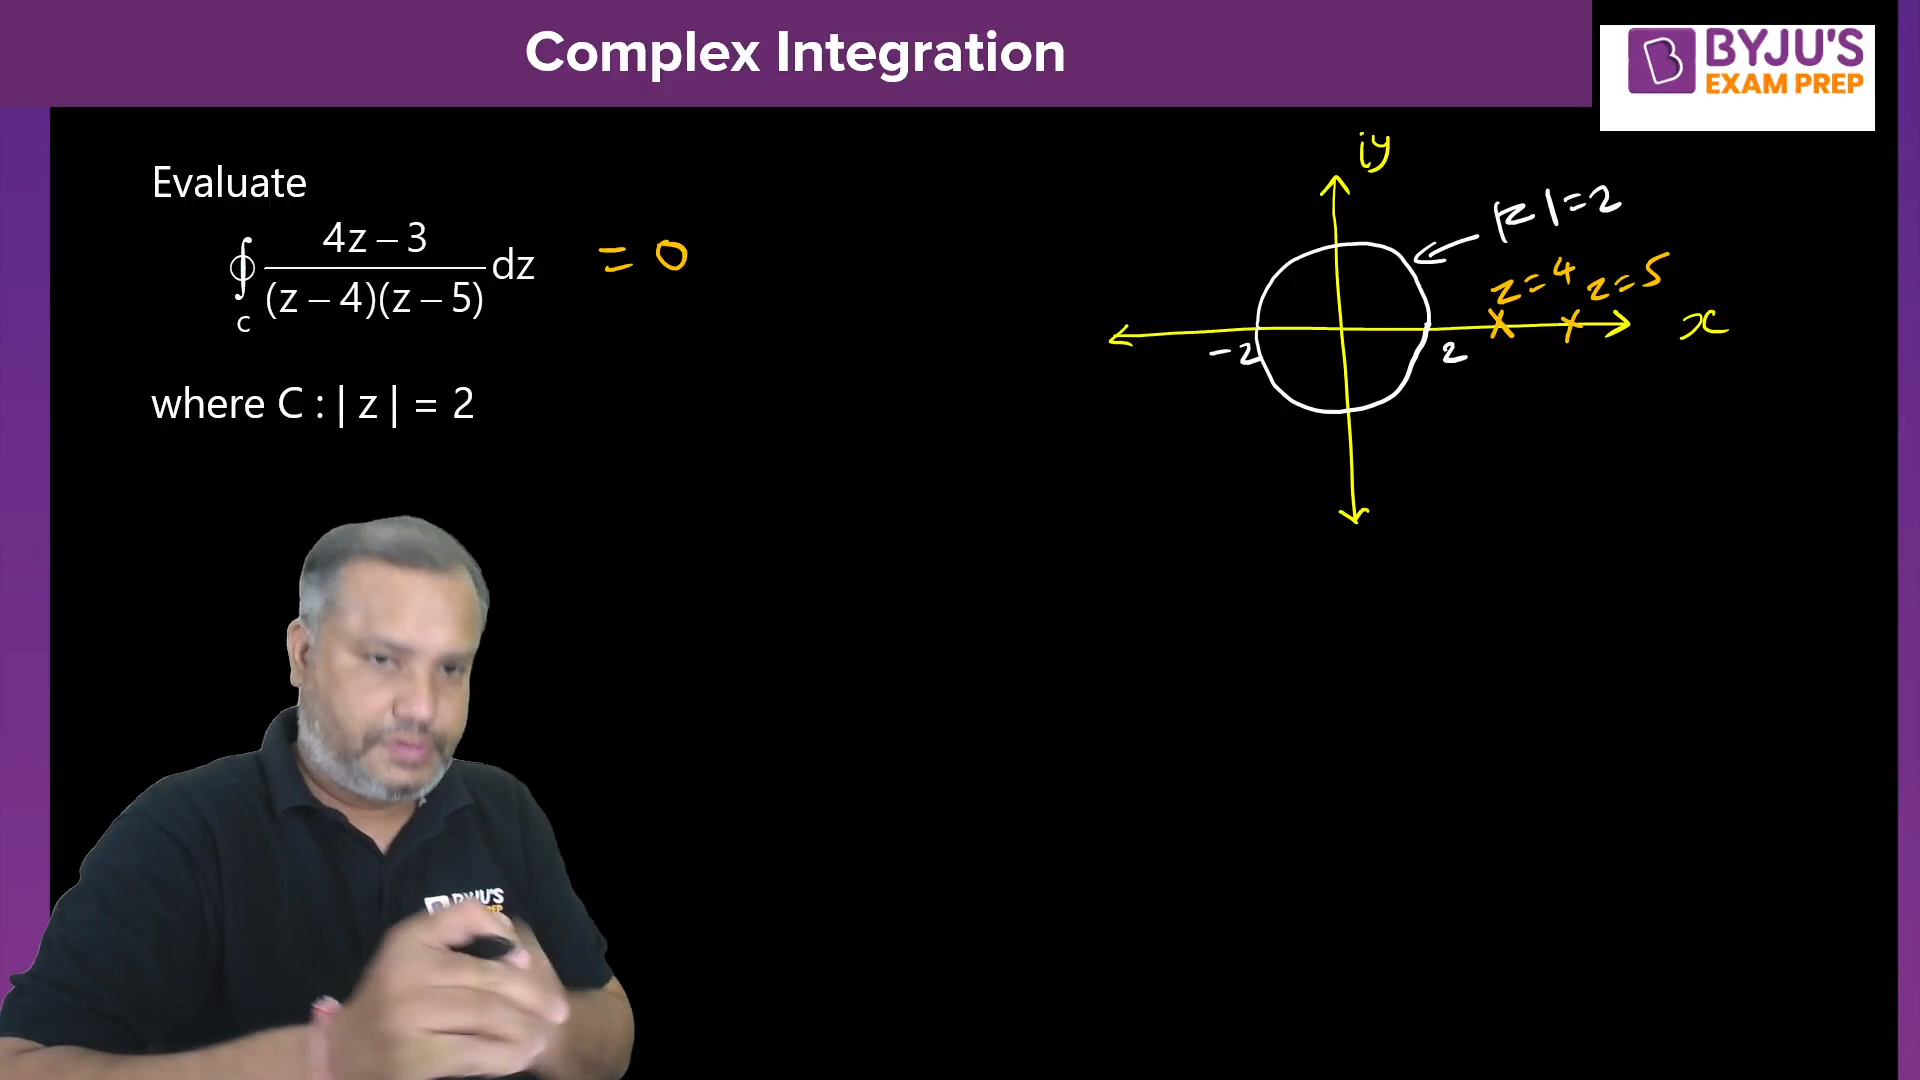 Complex Integration
BYJU'S
EXAM PREP
Evaluate
∮c (4z – 3)/((z – 4)(z – 5)) dz = 0
where C : | z | = 2
iy
|z| = 2
z=4 z=5
x
-2 2
BYJU'S